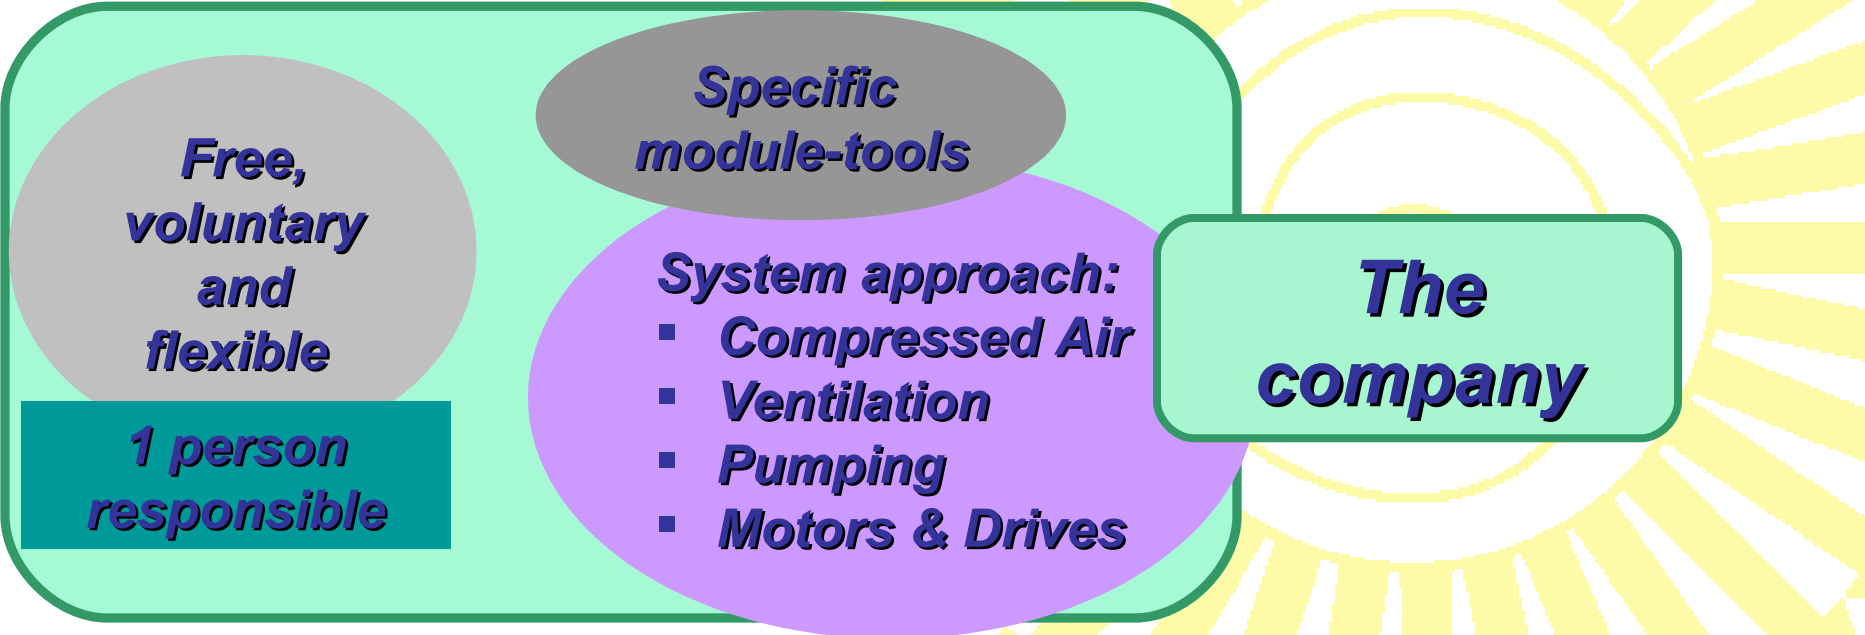 Free,
voluntary
and
flexible
1 person
responsible
Specific
module-tools
System approach:
▪ Compressed Air
▪ Ventilation
▪ Pumping
▪ Motors & Drives
The
company